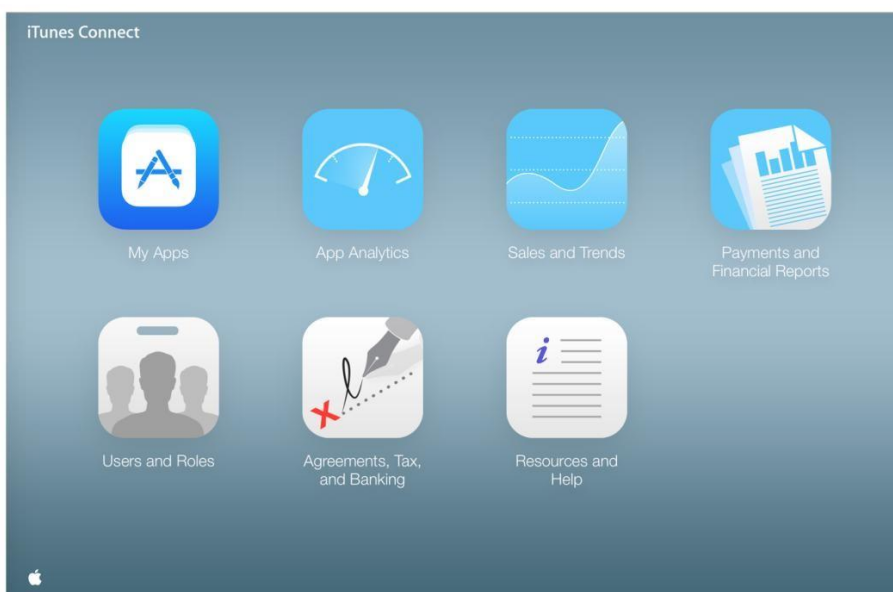 iTunes Connect
My Apps
App Analytics
Sales and Trends
Payments and
Financial Reports
Users and Roles
Agreements, Tax,
and Banking
Resources and
Help